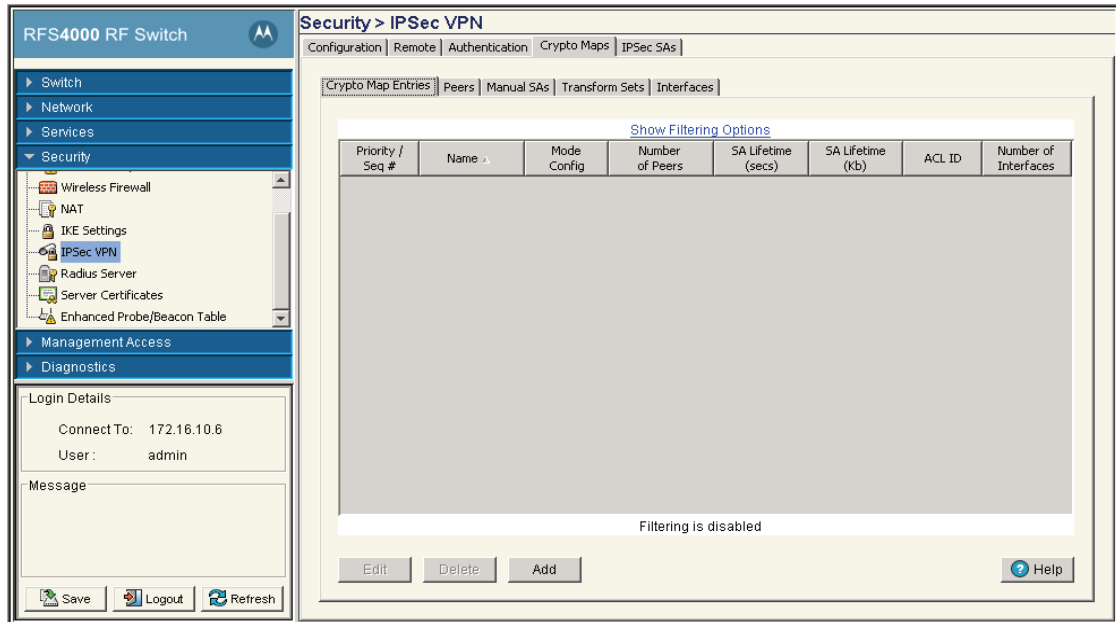 RFS4000 RF Switch
Switch
Network
Services
Security
Wireless Firewall
NAT
IKE Settings
IPSec VPN
Radius Server
Server Certificates
Enhanced Probe/Beacon Table
Management Access
Diagnostics
Login Details
Connect To: 172.16.10.6
User : admin
Message
Save Logout Refresh
Security > IPSec VPN
Configuration Remote Authentication Crypto Maps IPSec SAs
Crypto Map Entries Peers Manual SAs Transform Sets Interfaces
Show Filtering Options
Priority / Seq # Name Mode Config Number of Peers SA Lifetime (secs) SA Lifetime (Kb) ACL ID Number of Interfaces
Filtering is disabled
Edit Delete Add Help